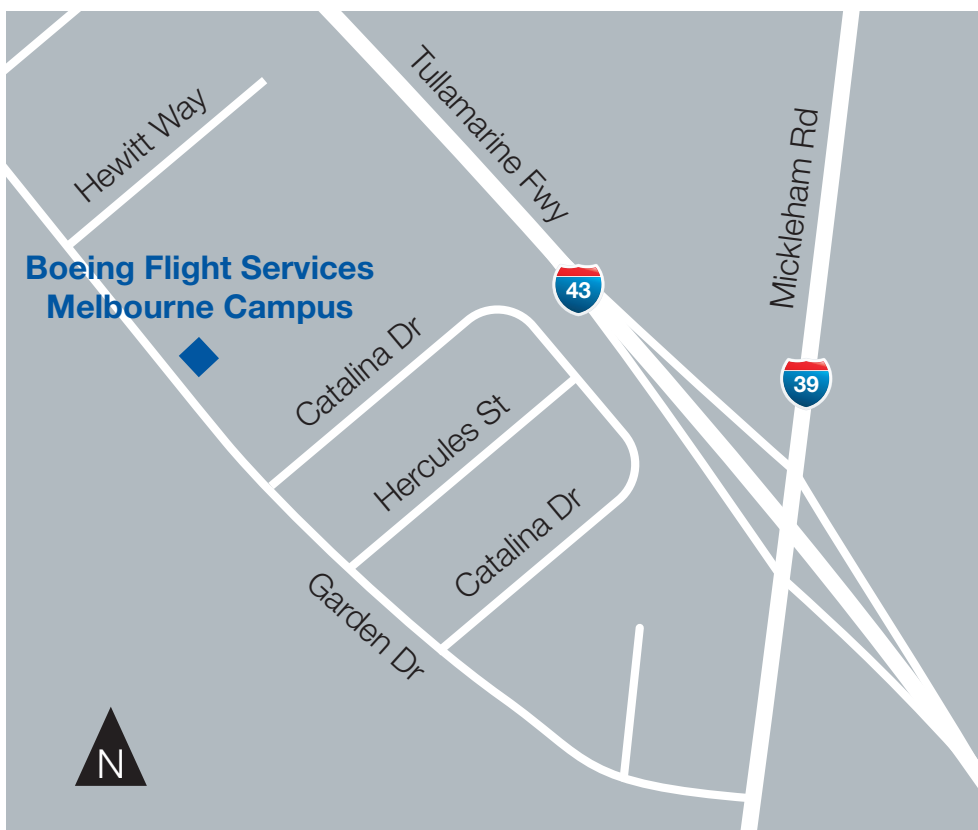 Tullamarine Fwy
Hewitt Way
Mickleham Rd
Boeing Flight Services
Melbourne Campus
43
Catalina Dr
39
Hercules St
Catalina Dr
Garden Dr
N